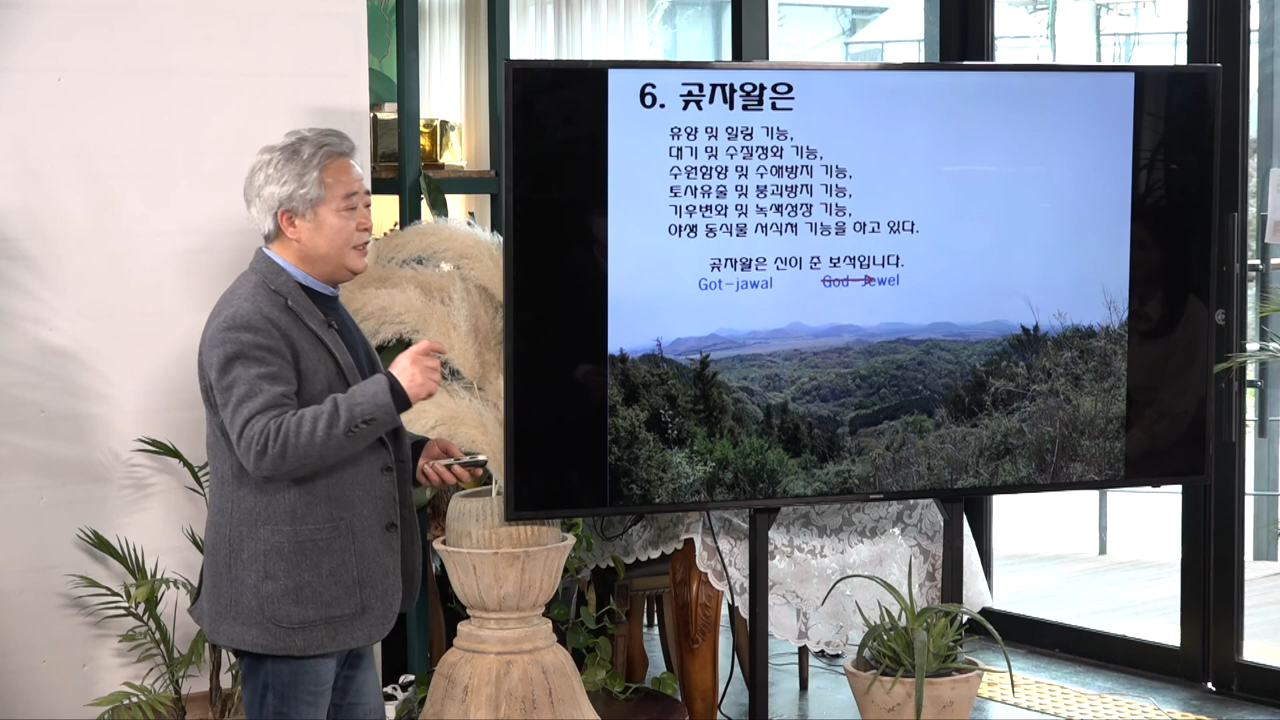 6. 곶자왈은
휴양 및 힐링 기능,
대기 및 수질정화 기능,
수원함양 및 수해방지 기능,
토사유출 및 붕괴방지 기능,
기후변화 및 녹색성장 기능,
야생 동식물 서식처 기능을 하고 있다.
곶자왈은 신이 준 보석입니다.
Got-jawal God-Jewel